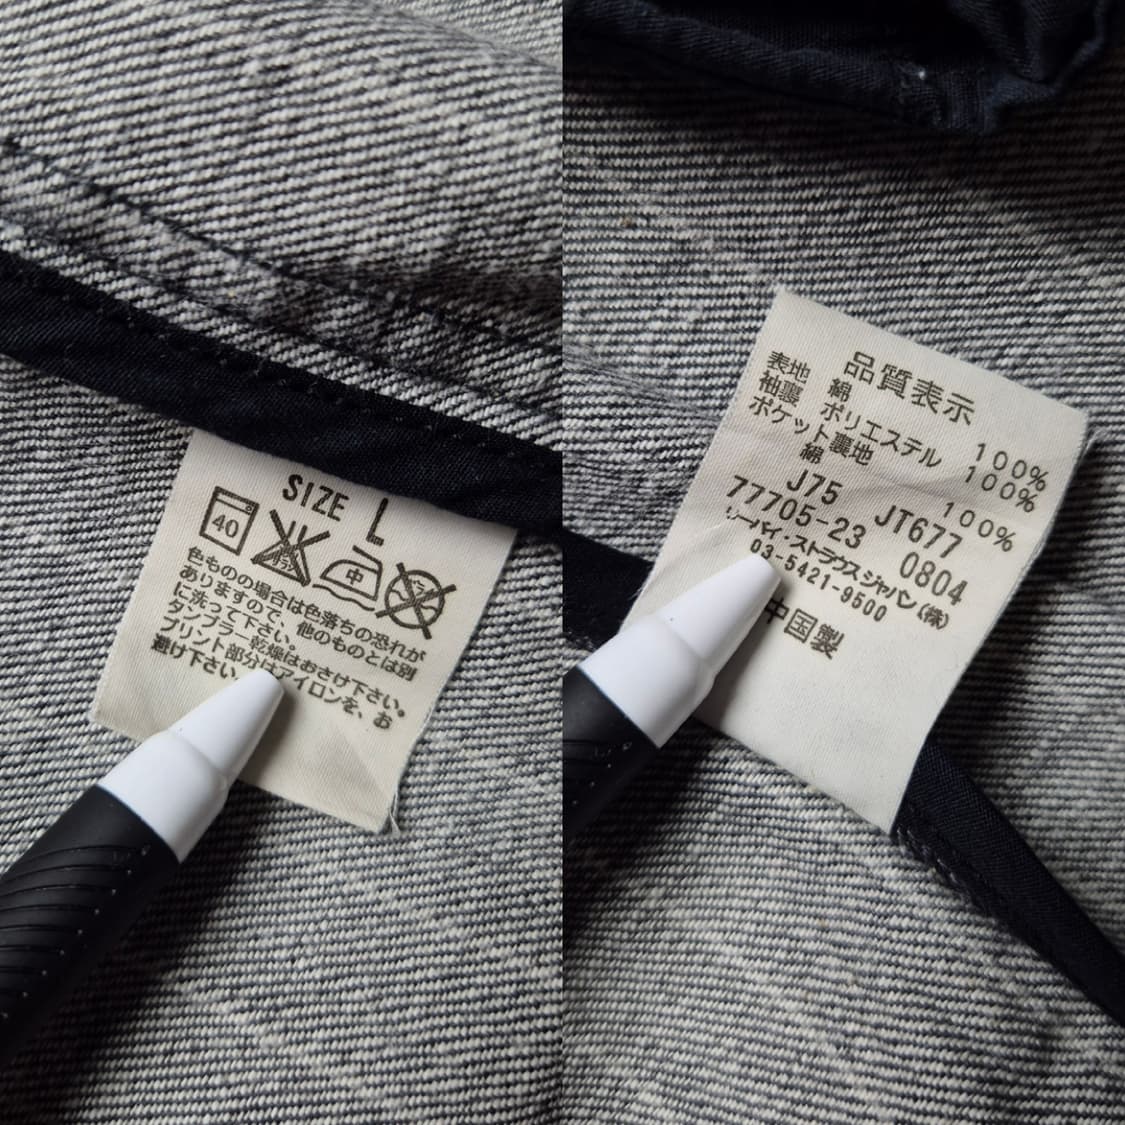 SIZE L
40
エンソ サラシ
中
色ものの場合は色落ちの恐れが
ありますので、他のものとは別
に洗って下さい。
タンブラー乾燥はおさけ下さい。
プリント部分はアイロンを、お
避け下さい。
品質表示
表地 綿 100%
袖裏 ポリエステル 100%
ポケット裏地
綿 100%
J75 JT677
77705-23 0804
リーバイ・ストラウス ジャパン(株)
03-5421-9500
中国製